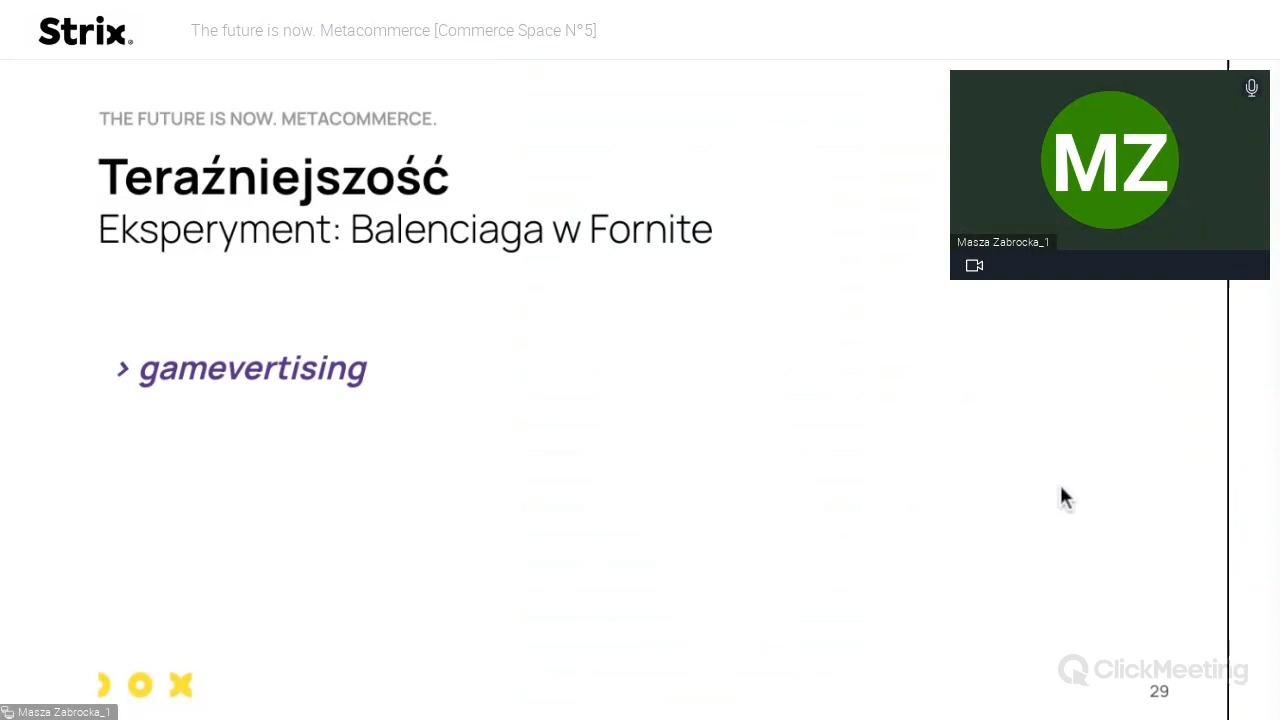 Strix®
The future is now. Metacommerce [Commerce Space N°5]
THE FUTURE IS NOW. METACOMMERCE.
Teraźniejszość
Eksperyment: Balenciaga w Fornite
MZ
Masza Zabrocka_1
› gamevertising
ClickMeeting
29
Masza Zabrocka_1